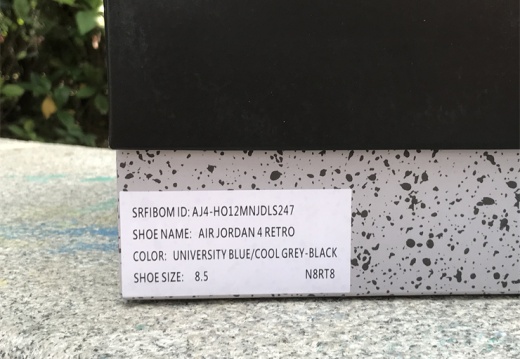 SRFIBOM ID: AJ4-HO12MNJDLS247
SHOE NAME: AIR JORDAN 4 RETRO
COLOR: UNIVERSITY BLUE/COOL GREY-BLACK
SHOE SIZE: 8.5 N8RT8